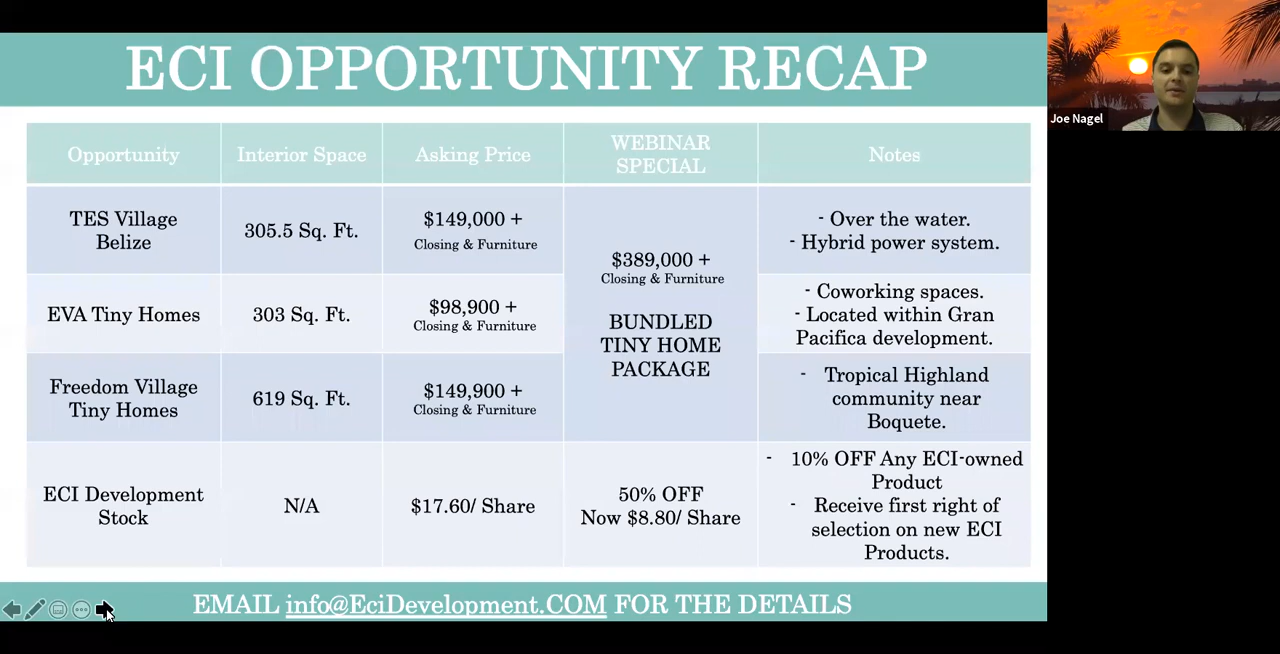 ECI OPPORTUNITY RECAP
Joe Nagel
Opportunity
Interior Space
Asking Price
WEBINAR
SPECIAL
Notes
TES Village
Belize
305.5 Sq. Ft.
$149,000 +
Closing & Furniture
- Over the water.
- Hybrid power system.
EVA Tiny Homes
303 Sq. Ft.
$98,900 +
Closing & Furniture
- Coworking spaces.
- Located within Gran
Pacifica development.
Freedom Village
Tiny Homes
619 Sq. Ft.
$149,900 +
Closing & Furniture
$389,000 +
Closing & Furniture
BUNDLED
TINY HOME
PACKAGE
- Tropical Highland
community near
Boquete.
ECI Development
Stock
N/A
$17.60/ Share
50% OFF
Now $8.80/ Share
- 10% OFF Any ECI-owned
Product
- Receive first right of
selection on new ECI
Products.
EMAIL info@EciDevelopment.COM FOR THE DETAILS